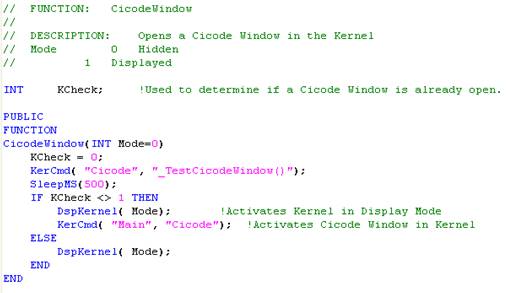 //  FUNCTION:   CicodeWindow
//
//  DESCRIPTION:    Opens a Cicode Window in the Kernel
//  Mode        0   Hidden
//          1   Displayed
INT     KCheck;     !Used to determine if a Cicode Window is already open.
PUBLIC
FUNCTION
CicodeWindow(INT Mode=0)
    KCheck = 0;
    KerCmd( "Cicode", "_TestCicodeWindow()");
    SleepMS(500);
    IF KCheck <> 1 THEN
        DspKernel( Mode);       !Activates Kernel in Display Mode
        KerCmd( "Main", "Cicode");  !Activates Cicode Window in Kernel
    ELSE
        DspKernel( Mode);
    END
END